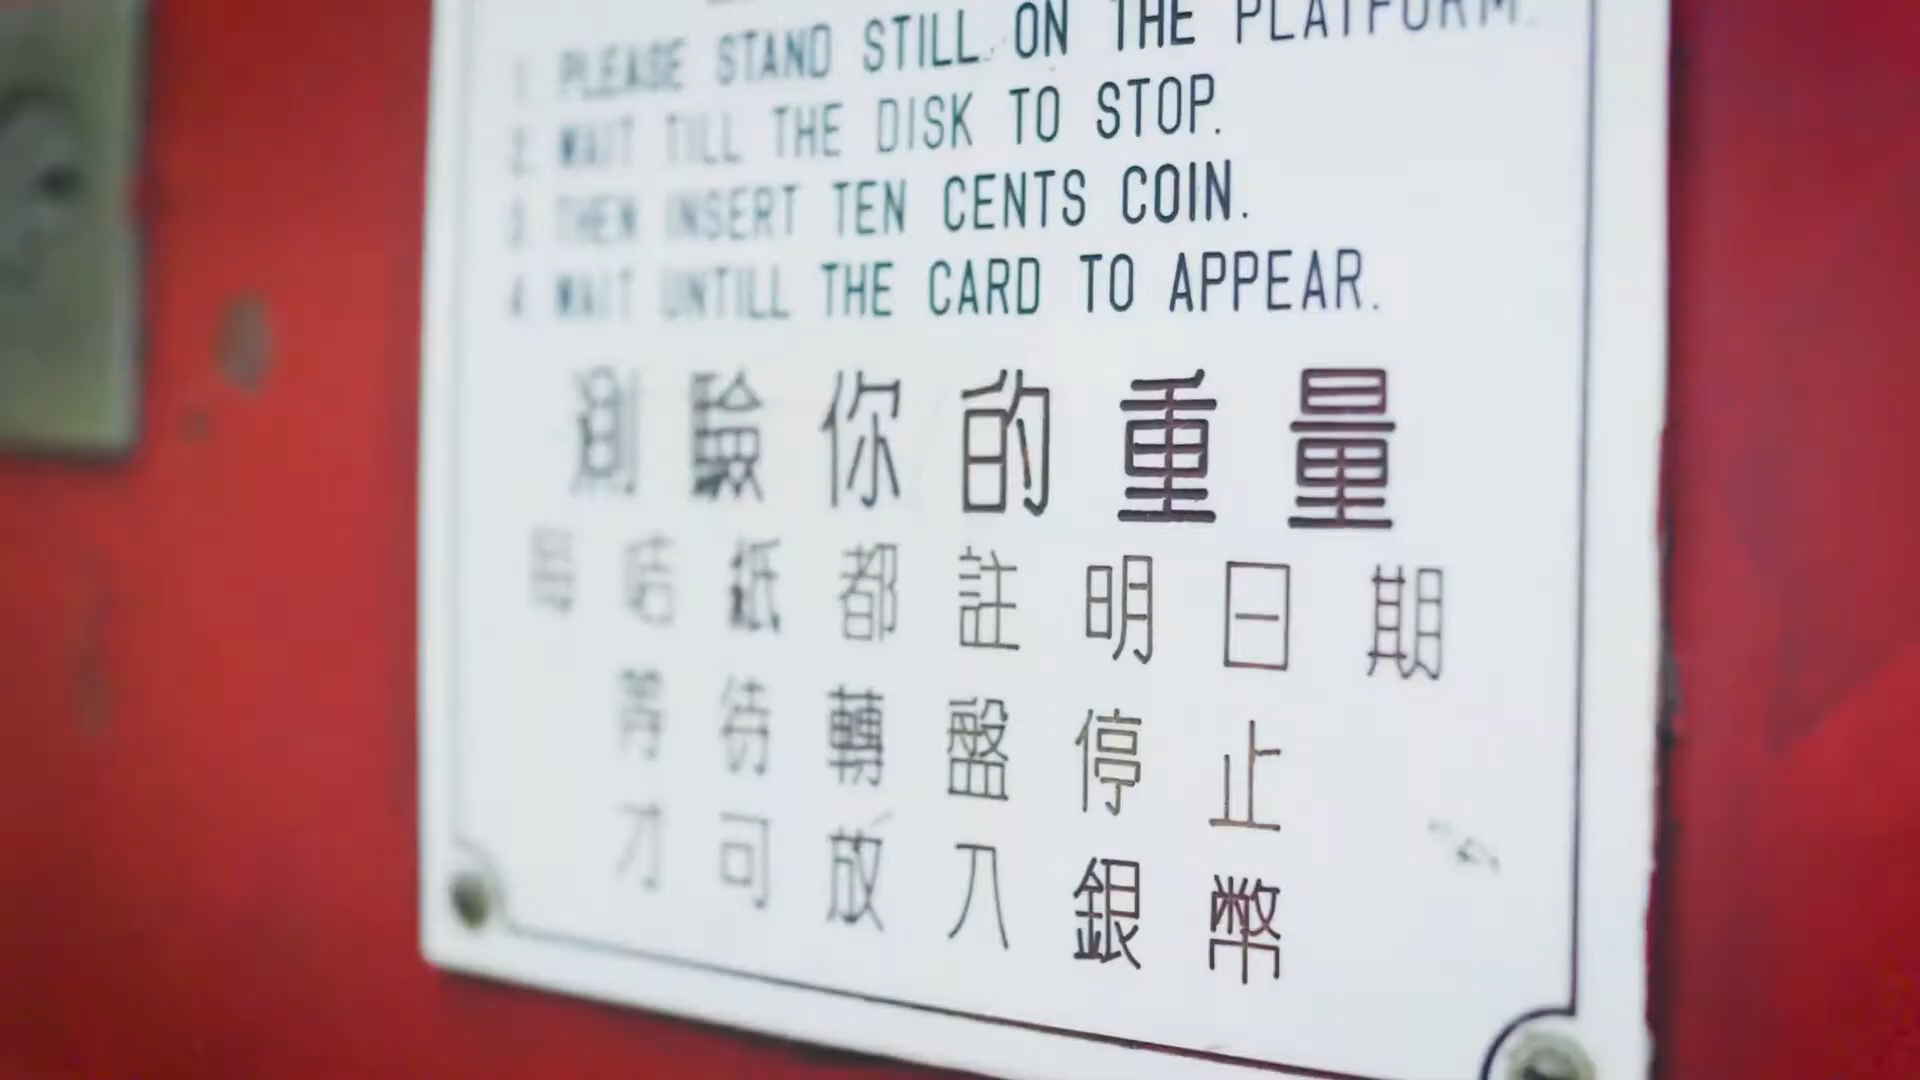 1. PLEASE STAND STILL ON THE PLATFORM.
2. WAIT TILL THE DISK TO STOP.
3. THEN INSERT TEN CENTS COIN.
4. WAIT UNTILL THE CARD TO APPEAR.
測驗你的重量
每咭紙都註明日期
等待轉盤停止
才可放入銀幣